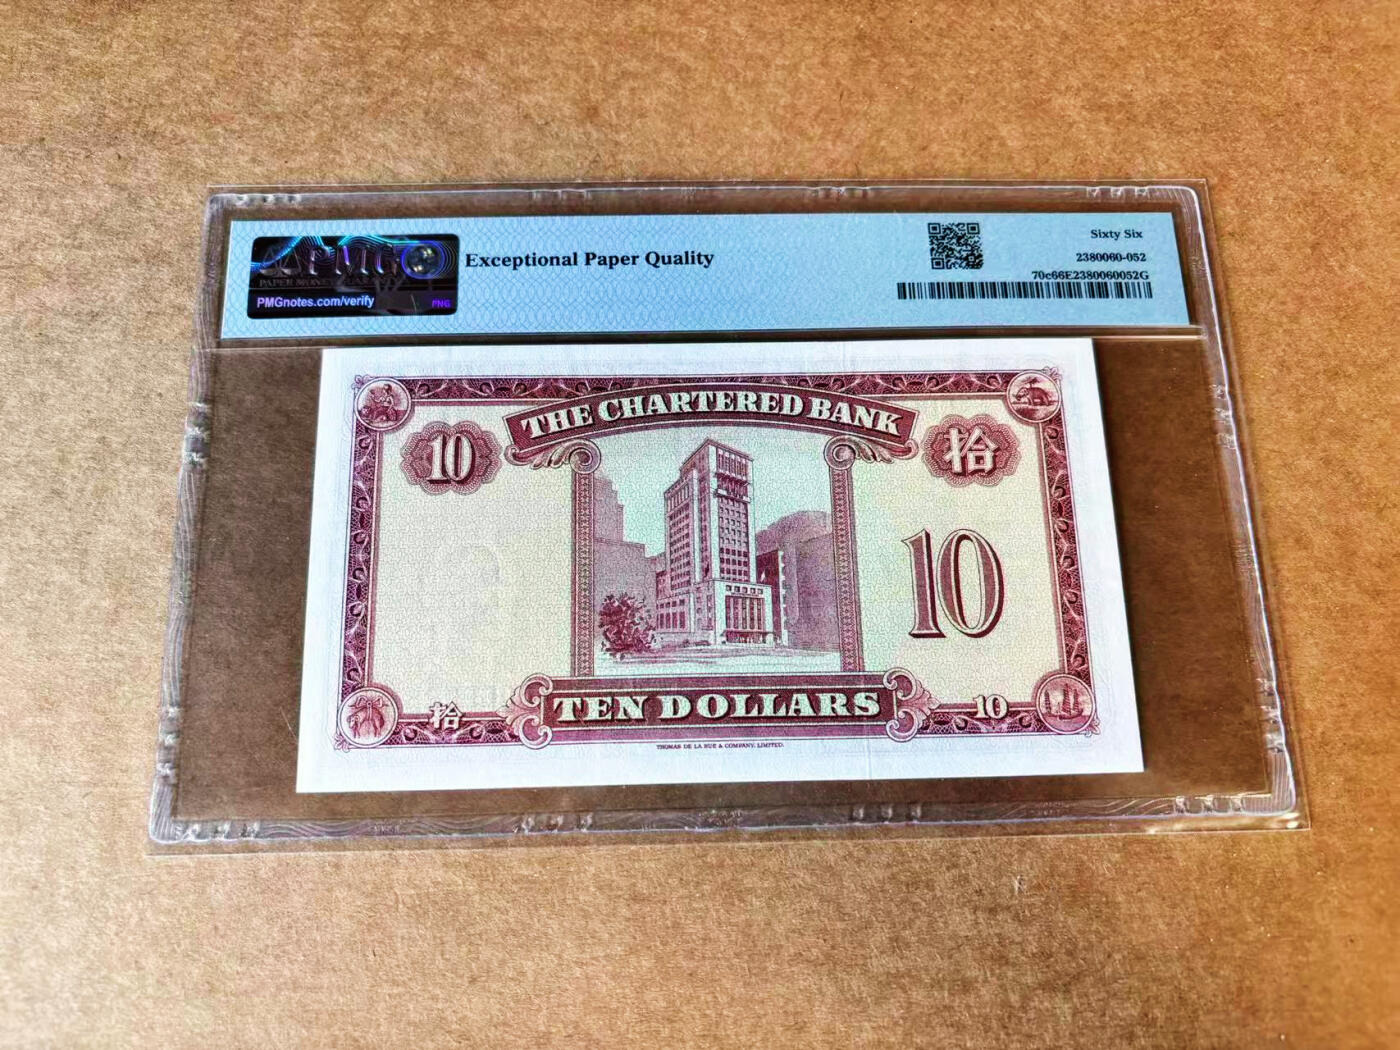 PMG
PAPER MONEY GUARANTY
PMGnotes.com/verify
PNG
Exceptional Paper Quality
Sixty Six
2380060-052
70c66E2380060052G
THE CHARTERED BANK
10
拾
10
拾
TEN DOLLARS
10
THOMAS DE LA RUE & COMPANY, LIMITED.